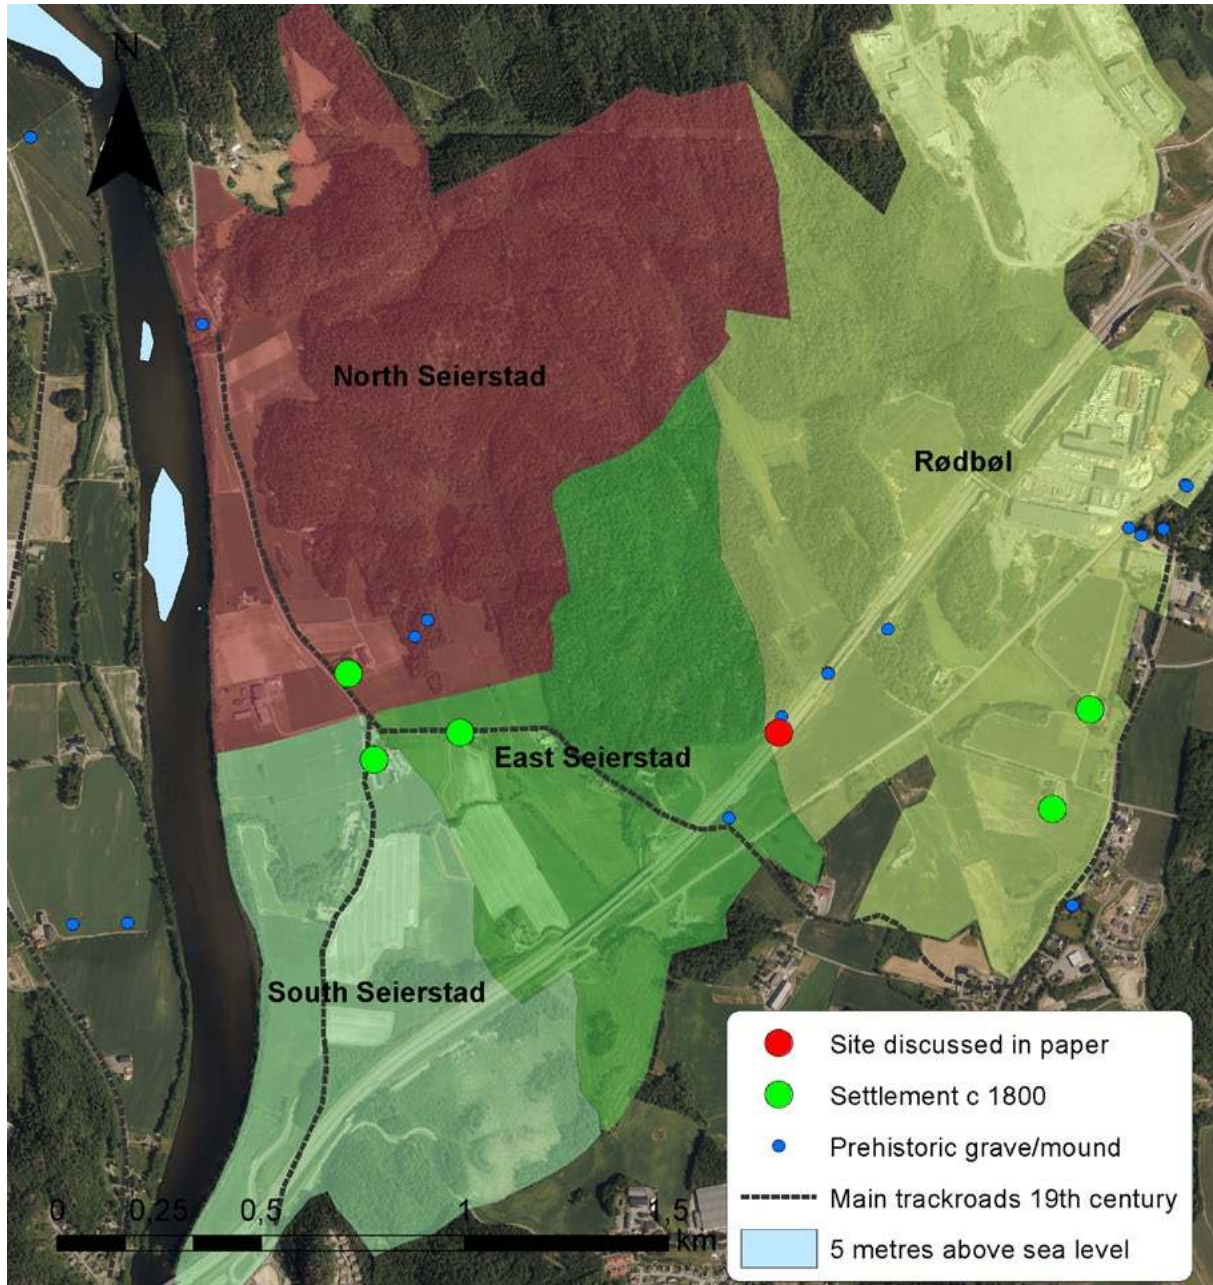 N
North Seierstad
Rødbøl
East Seierstad
South Seierstad
Site discussed in paper
Settlement c 1800
Prehistoric grave/mound
Main trackroads 19th century
5 metres above sea level
0 0,25 0,5 1 1,5
km